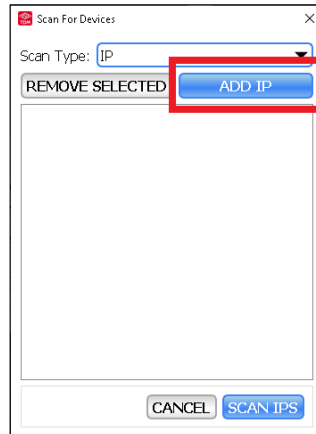 Scan For Devices
Scan Type: IP
REMOVE SELECTED ADD IP
CANCEL SCAN IPS